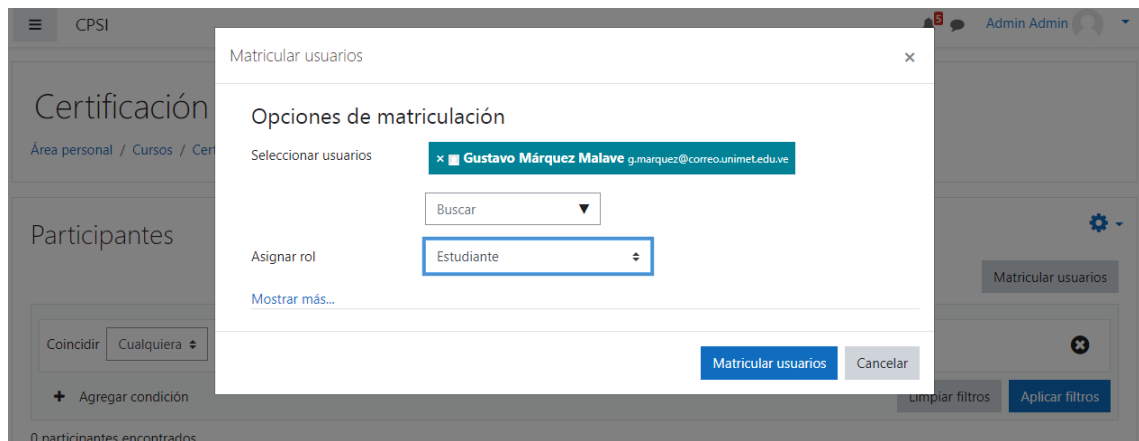 CPSI
5
Admin Admin
Matricular usuarios
×
Certificación
Opciones de matriculación
Área personal / Cursos / Cert
Seleccionar usuarios
× Gustavo Márquez Malave g.marquez@correo.unimet.edu.ve
Buscar
Participantes
Asignar rol
Estudiante
Matricular usuarios
Mostrar más...
Coincidir
Cualquiera
Matricular usuarios
Cancelar
Agregar condición
Limpiar filtros
Aplicar filtros
0 participantes encontrados